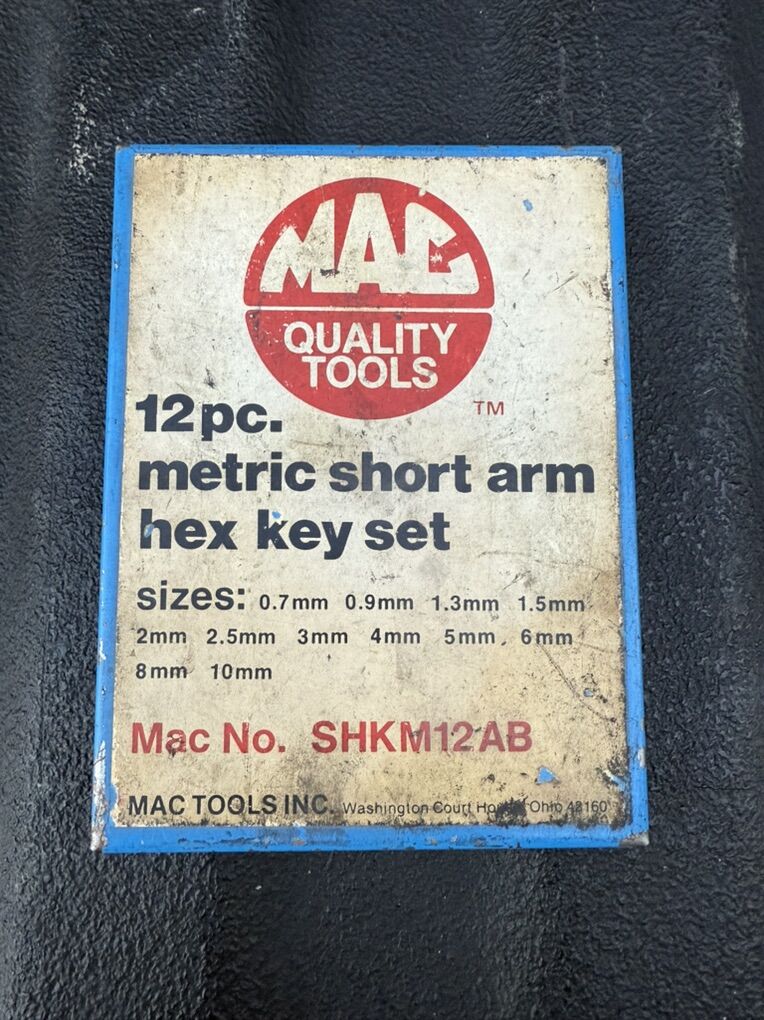 MAC
QUALITY
TOOLS
TM
12pc.
metric short arm
hex key set
sizes: 0.7mm 0.9mm 1.3mm 1.5mm
2mm 2.5mm 3mm 4mm 5mm 6mm
8mm 10mm
Mac No. SHKM12AB
MAC TOOLS INC. Washington Court Ohio 43160